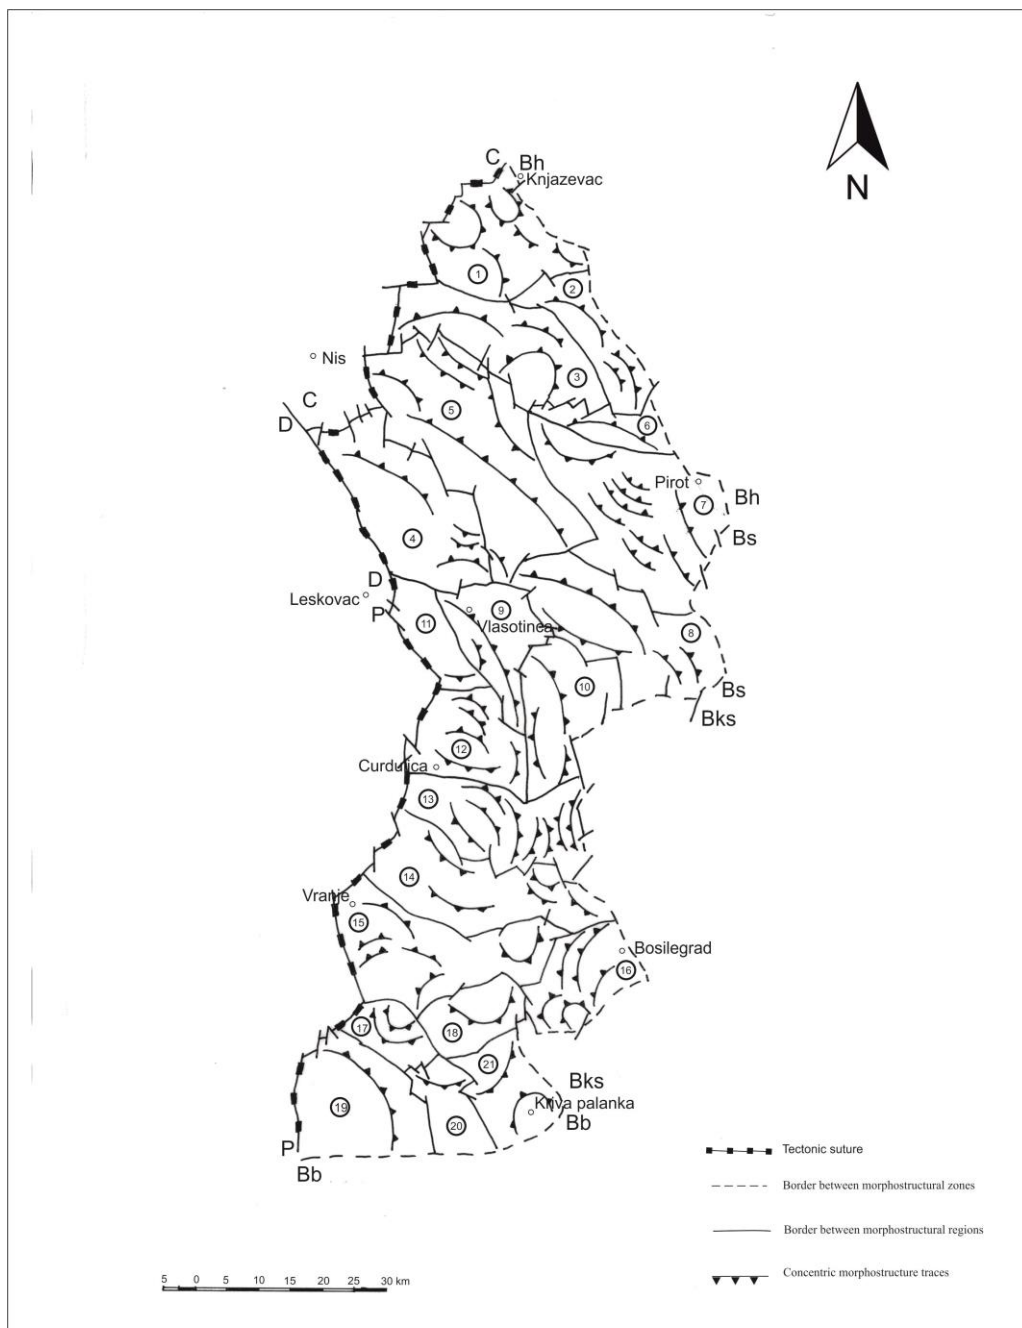 C
Bh
Knjazevac
N
1
2
Nis
3
C
5
D
6
Pirot
7
Bh
4
Bs
D
Leskovac
P
9
11
Vlasotinca
8
10
Bs
Bks
12
Curdulica
13
14
Vranje
15
Bosilegrad
16
17
18
21
Bks
Kriva palanka
19
Bb
20
P
Bb
Tectonic suture
Border between morphostructural zones
Border between morphostructural regions
Concentric morphostructure traces
5 0 5 10 15 20 25 30 km